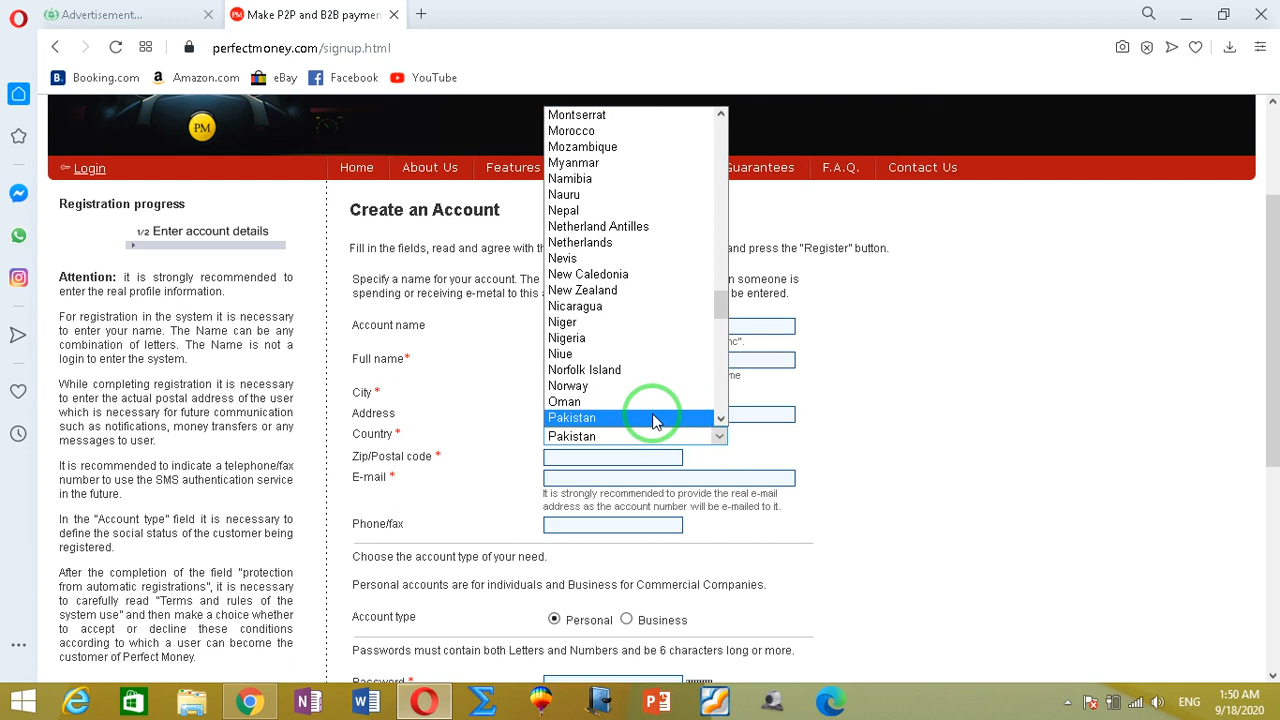 Advertisement...
PM Make P2P and B2B paymen
perfectmoney.com/signup.html
B. Booking.com
a Amazon.com
eBay
Facebook
YouTube
PM
Login
Home
About Us
Features
Guarantees
F.A.Q.
Contact Us
Registration progress
1/2 Enter account details
Attention: it is strongly recommended to
enter the real profile information.
For registration in the system it is necessary
to enter your name. The Name can be any
combination of letters. The Name is not a
login to enter the system.
While completing registration it is necessary
to enter the actual postal address of the user
which is necessary for future communication
such as notifications, money transfers or any
messages to user.
It is recommended to indicate a telephone/fax
number to use the SMS authentication service
in the future.
In the "Account type" field it is necessary to
define the social status of the customer being
registered.
After the completion of the field "protection
from automatic registrations", it is necessary
to carefully read "Terms and rules of the
system use" and then make a choice whether
to accept or decline these conditions
according to which a user can become the
customer of Perfect Money.
Create an Account
Fill in the fields, read and agree with th
and press the "Register" button.
Specify a name for your account. The
n someone is
spending or receiving e-metal to this a
be entered.
Account name
nc".
Full name*
me
City *
Address
Country *
Pakistan
Zip/Postal code *
E-mail *
It is strongly recommended to provide the real e-mail
address as the account number will be e-mailed to it.
Phone/fax
Choose the account type of your need.
Personal accounts are for individuals and Business for Commercial Companies.
Account type
Personal
Business
Passwords must contain both Letters and Numbers and be 6 characters long or more.
Password *
Montserrat
Morocco
Mozambique
Myanmar
Namibia
Nauru
Nepal
Netherland Antilles
Netherlands
Nevis
New Caledonia
New Zealand
Nicaragua
Niger
Nigeria
Niue
Norfolk Island
Norway
Oman
Pakistan
ENG
1:50 AM
9/18/2020